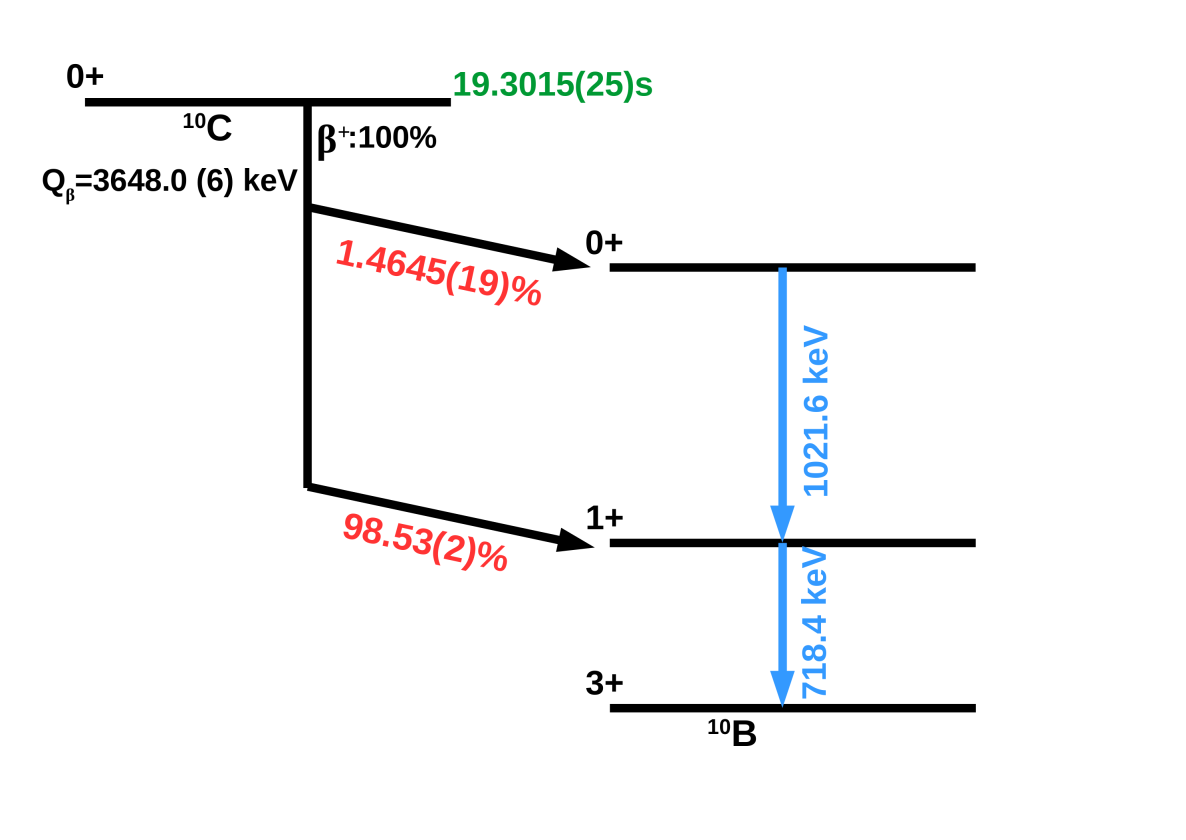 0+
19.3015(25)s
¹⁰C
β⁺:100%
Qᵦ=3648.0 (6) keV
0+
1.4645(19)%
1021.6 keV
1+
98.53(2)%
718.4 keV
3+
¹⁰B